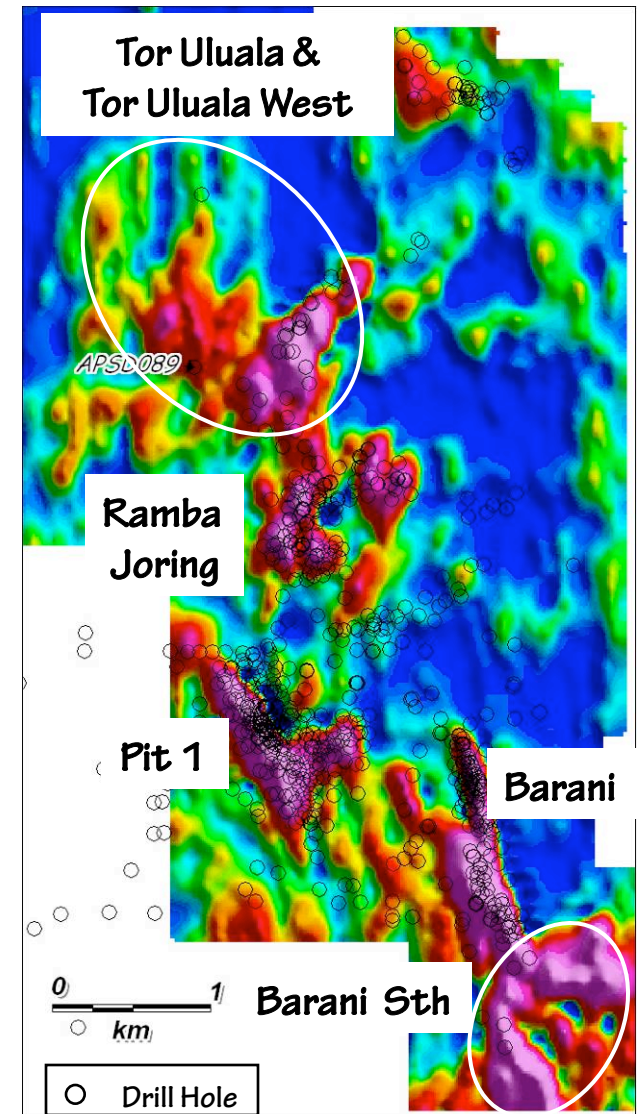 Tor Uluala &
Tor Uluala West
APSD089
Ramba
Joring
Pit 1
Barani
Barani Sth
0 1
km
Drill Hole